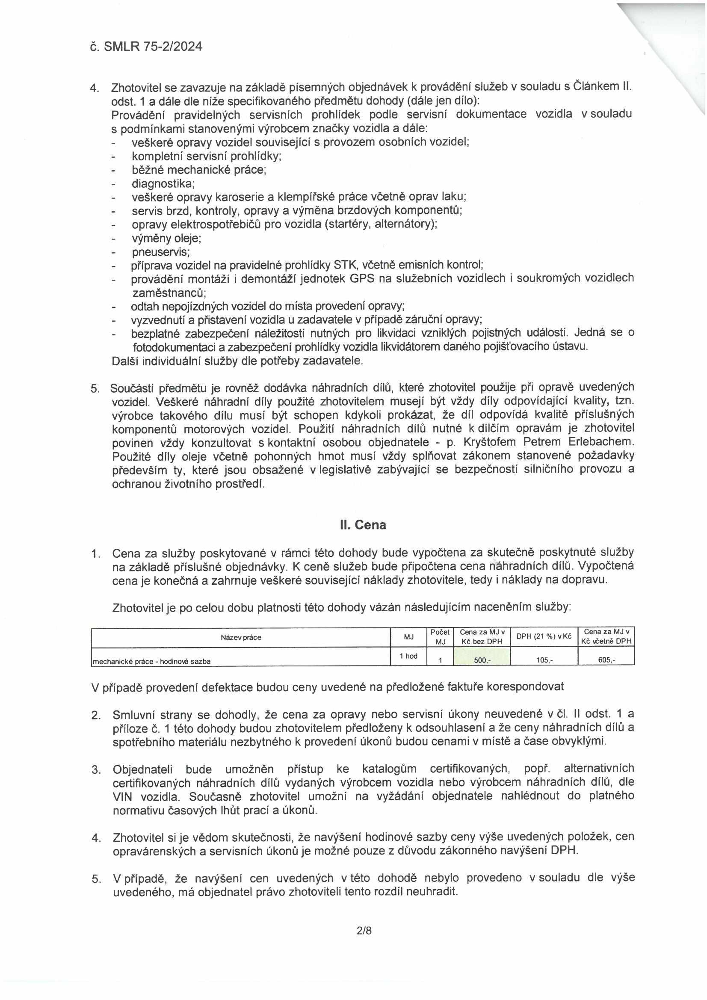 č. SMLR 75-2/2024
4. Zhotovitel se zavazuje na základě písemných objednávek k provádění služeb v souladu s Článkem II.
odst. 1 a dále dle níže specifikovaného předmětu dohody (dále jen dílo):
Provádění pravidelných servisních prohlídek podle servisní dokumentace vozidla v souladu
s podmínkami stanovenými výrobcem značky vozidla a dále:
- veškeré opravy vozidel související s provozem osobních vozidel;
- kompletní servisní prohlídky;
- běžné mechanické práce;
- diagnostika;
- veškeré opravy karoserie a klempířské práce včetně oprav laku;
- servis brzd, kontroly, opravy a výměna brzdových komponentů;
- opravy elektrospotřebičů pro vozidla (startéry, alternátory);
- výměny oleje;
- pneuservis;
- příprava vozidel na pravidelné prohlídky STK, včetně emisních kontrol;
- provádění montáží i demontáží jednotek GPS na služebních vozidlech i soukromých vozidlech
zaměstnanců;
- odtah nepojízdných vozidel do místa provedení opravy;
- vyzvednutí a přistavení vozidla u zadavatele v případě záruční opravy;
- bezplatné zabezpečení náležitostí nutných pro likvidaci vzniklých pojistných událostí. Jedná se o
fotodokumentaci a zabezpečení prohlídky vozidla likvidátorem daného pojišťovacího ústavu.
Další individuální služby dle potřeby zadavatele.
5. Součástí předmětu je rovněž dodávka náhradních dílů, které zhotovitel použije při opravě uvedených
vozidel. Veškeré náhradní díly použité zhotovitelem musejí být vždy díly odpovídající kvality, tzn.
výrobce takového dílu musí být schopen kdykoli prokázat, že díl odpovídá kvalitě příslušných
komponentů motorových vozidel. Použití náhradních dílů nutné k dílčím opravám je zhotovitel
povinen vždy konzultovat s kontaktní osobou objednatele - p. Kryštofem Petrem Erlebachem.
Použité díly oleje včetně pohonných hmot musí vždy splňovat zákonem stanovené požadavky
především ty, které jsou obsažené v legislativě zabývající se bezpečností silničního provozu a
ochranou životního prostředí.
II. Cena
1. Cena za služby poskytované v rámci této dohody bude vypočtena za skutečně poskytnuté služby
na základě příslušné objednávky. K ceně služeb bude připočtena cena náhradních dílů. Vypočtená
cena je konečná a zahrnuje veškeré související náklady zhotovitele, tedy i náklady na dopravu.
Zhotovitel je po celou dobu platnosti této dohody vázán následujícím naceněním služby:
Název práce MJ Počet MJ Cena za MJ v Kč bez DPH DPH (21 %) v Kč Cena za MJ v Kč včetně DPH
mechanické práce - hodinová sazba 1 hod 1 500,- 105,- 605,-
V případě provedení defektace budou ceny uvedené na předložené faktuře korespondovat
2. Smluvní strany se dohodly, že cena za opravy nebo servisní úkony neuvedené v čl. II odst. 1 a
příloze č. 1 této dohody budou zhotovitelem předloženy k odsouhlasení a že ceny náhradních dílů a
spotřebního materiálu nezbytného k provedení úkonů budou cenami v místě a čase obvyklými.
3. Objednateli bude umožněn přístup ke katalogům certifikovaných, popř. alternativních
certifikovaných náhradních dílů vydaných výrobcem vozidla nebo výrobcem náhradních dílů, dle
VIN vozidla. Současně zhotovitel umožní na vyžádání objednatele nahlédnout do platného
normativu časových lhůt prací a úkonů.
4. Zhotovitel si je vědom skutečnosti, že navýšení hodinové sazby ceny výše uvedených položek, cen
opravárenských a servisních úkonů je možné pouze z důvodu zákonného navýšení DPH.
5. V případě, že navýšení cen uvedených v této dohodě nebylo provedeno v souladu dle výše
uvedeného, má objednatel právo zhotoviteli tento rozdíl neuhradit.
2/8